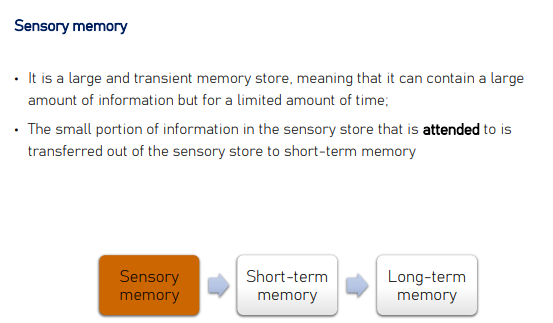 Sensory memory
• It is a large and transient memory store, meaning that it can contain a large
amount of information but for a limited amount of time;
• The small portion of information in the sensory store that is attended to is
transferred out of the sensory store to short-term memory
Sensory
memory
Short-term
memory
Long-term
memory